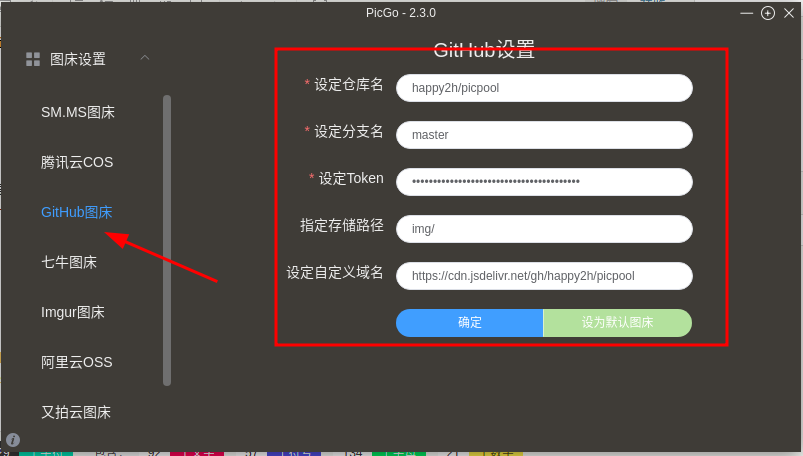 PicGo - 2.3.0
图床设置
SM.MS图床
腾讯云COS
GitHub图床
七牛图床
Imgur图床
阿里云OSS
又拍云图床
GitHub设置
* 设定仓库名
happy2h/picpool
* 设定分支名
master
* 设定Token
••••••••••••••••••••••••••••••••••••••••
指定存储路径
img/
设定自定义域名
https://cdn.jsdelivr.net/gh/happy2h/picpool
确定
设为默认图床